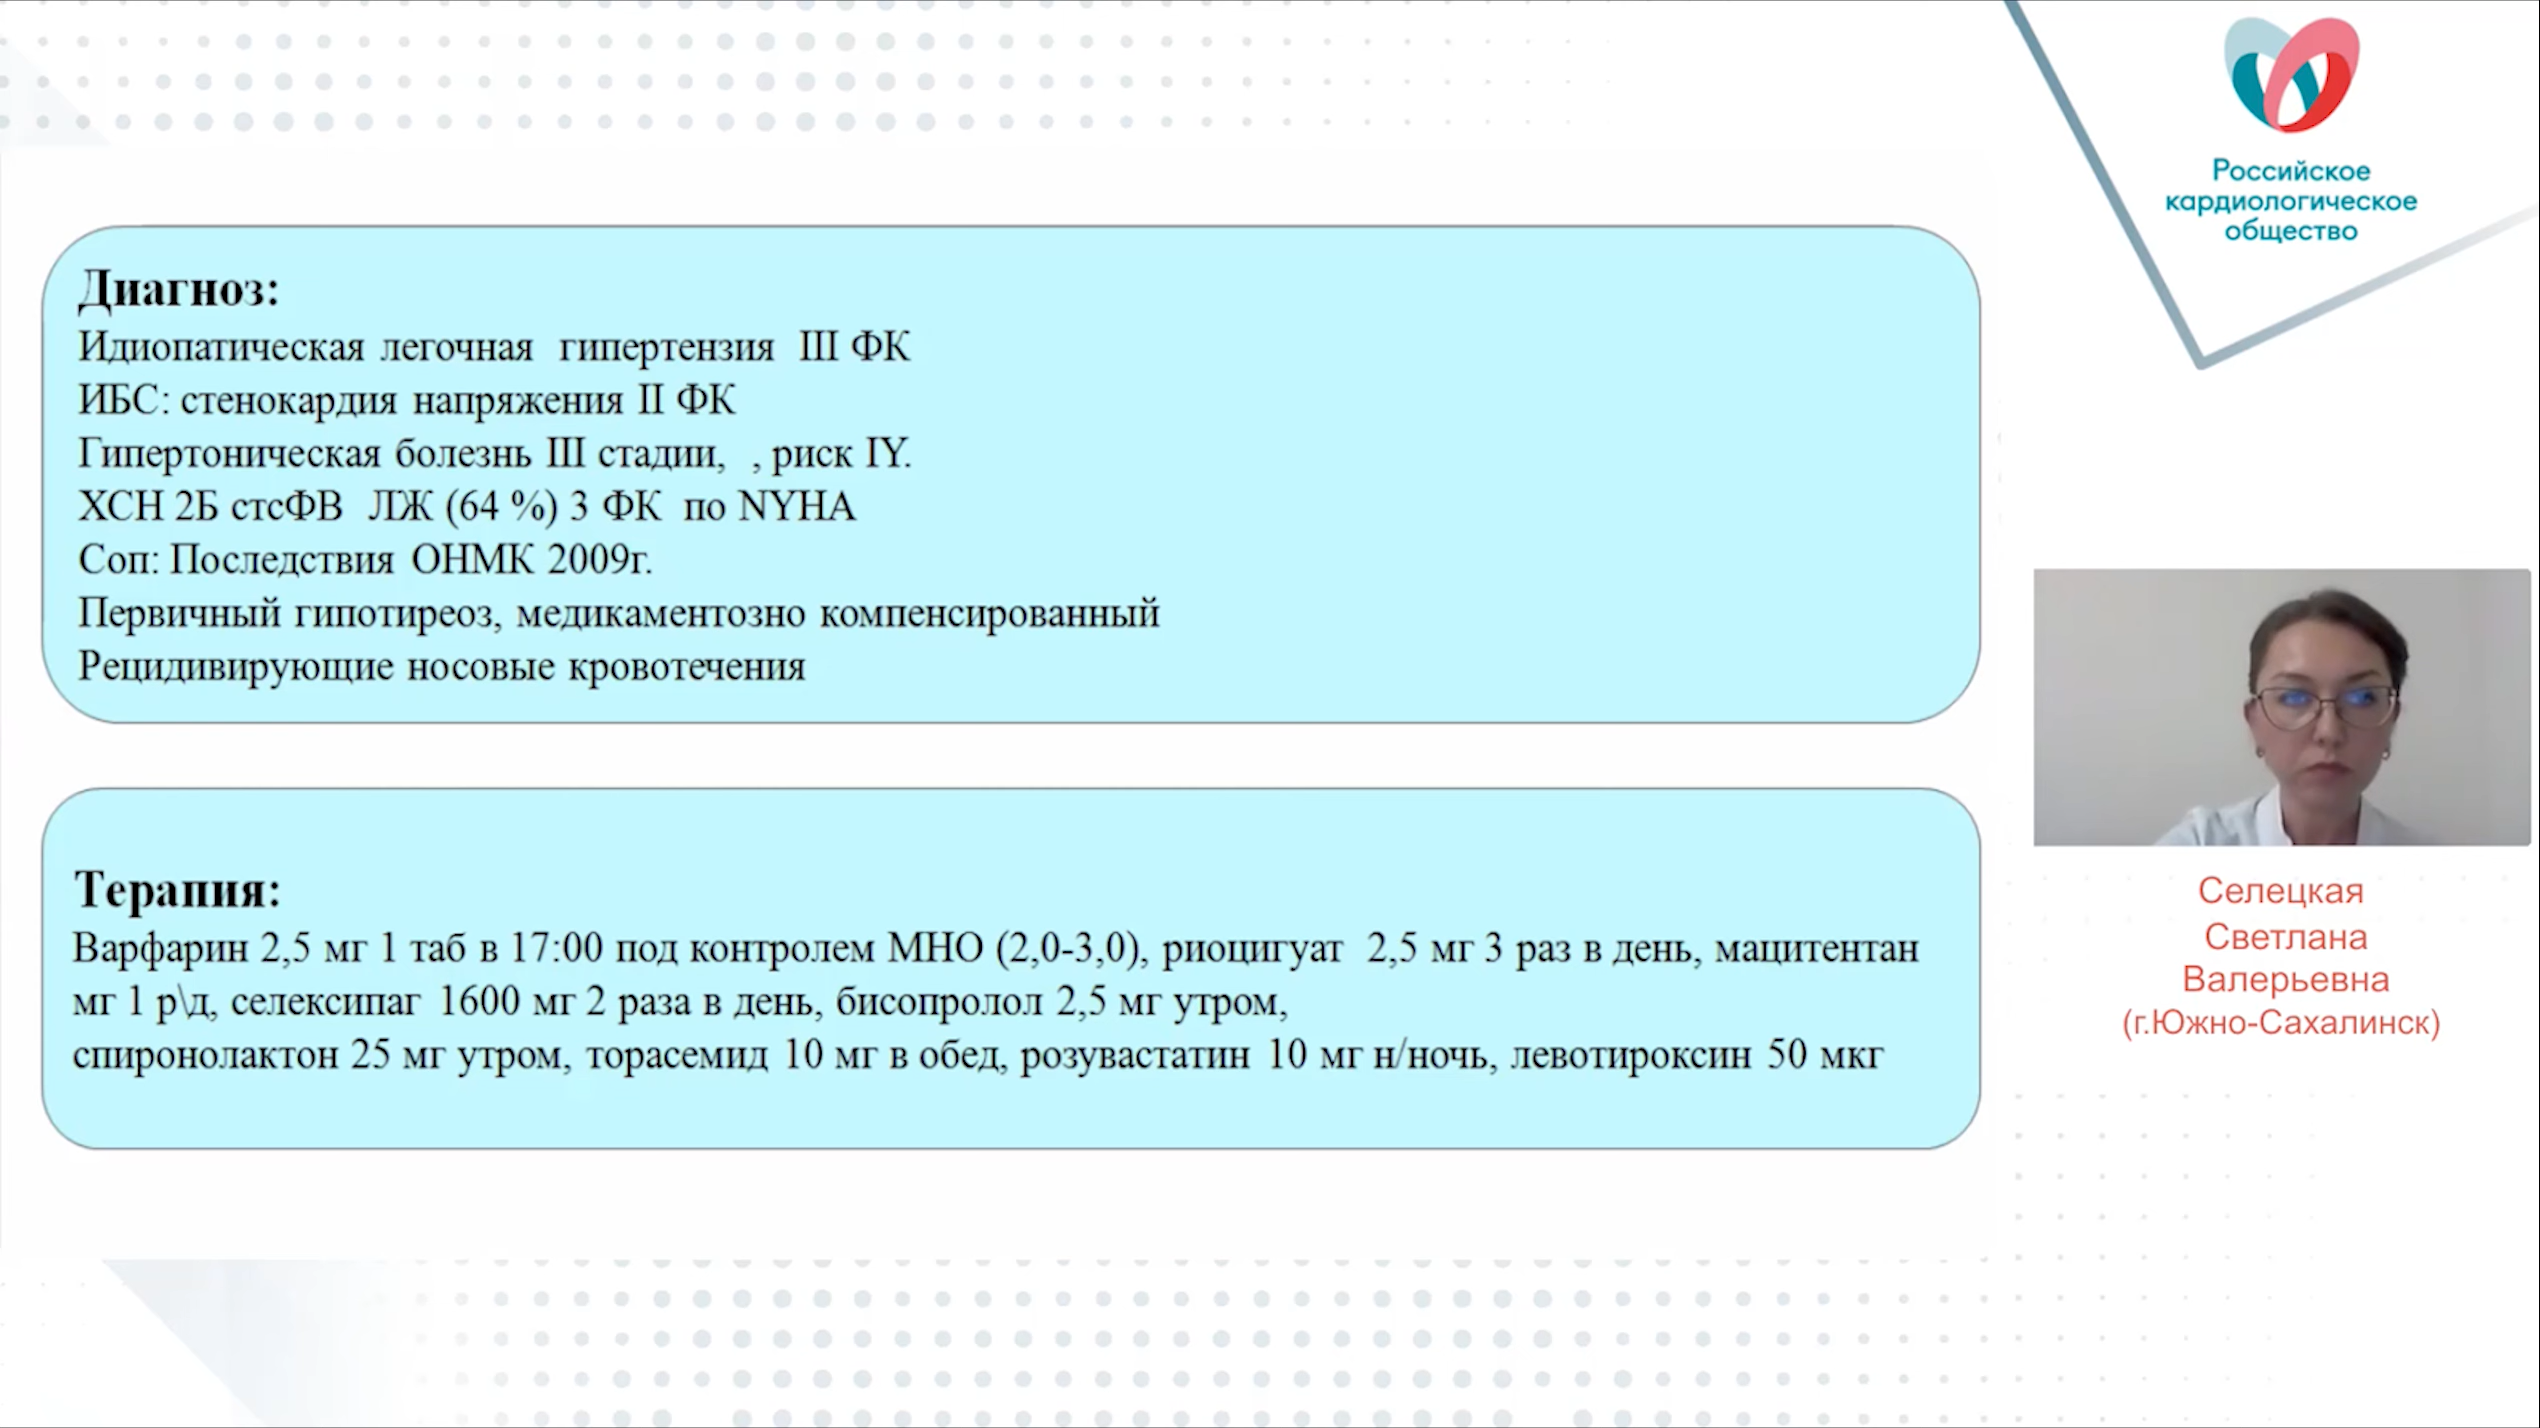 Российское
кардиологическое
общество
Диагноз:
Идиопатическая легочная гипертензия III ФК
ИБС: стенокардия напряжения II ФК
Гипертоническая болезнь III стадии, , риск IY.
ХСН 2Б стсФВ ЛЖ (64 %) 3 ФК по NYHA
Соп: Последствия ОНМК 2009г.
Первичный гипотиреоз, медикаментозно компенсированный
Рецидивирующие носовые кровотечения
Терапия:
Варфарин 2,5 мг 1 таб в 17:00 под контролем МНО (2,0-3,0), риоцигуат 2,5 мг 3 раз в день, мацитентан
мг 1 р\д, селексипаг 1600 мг 2 раза в день, бисопролол 2,5 мг утром,
спиронолактон 25 мг утром, торасемид 10 мг в обед, розувастатин 10 мг н/ночь, левотироксин 50 мкг
Селецкая
Светлана
Валерьевна
(г.Южно-Сахалинск)